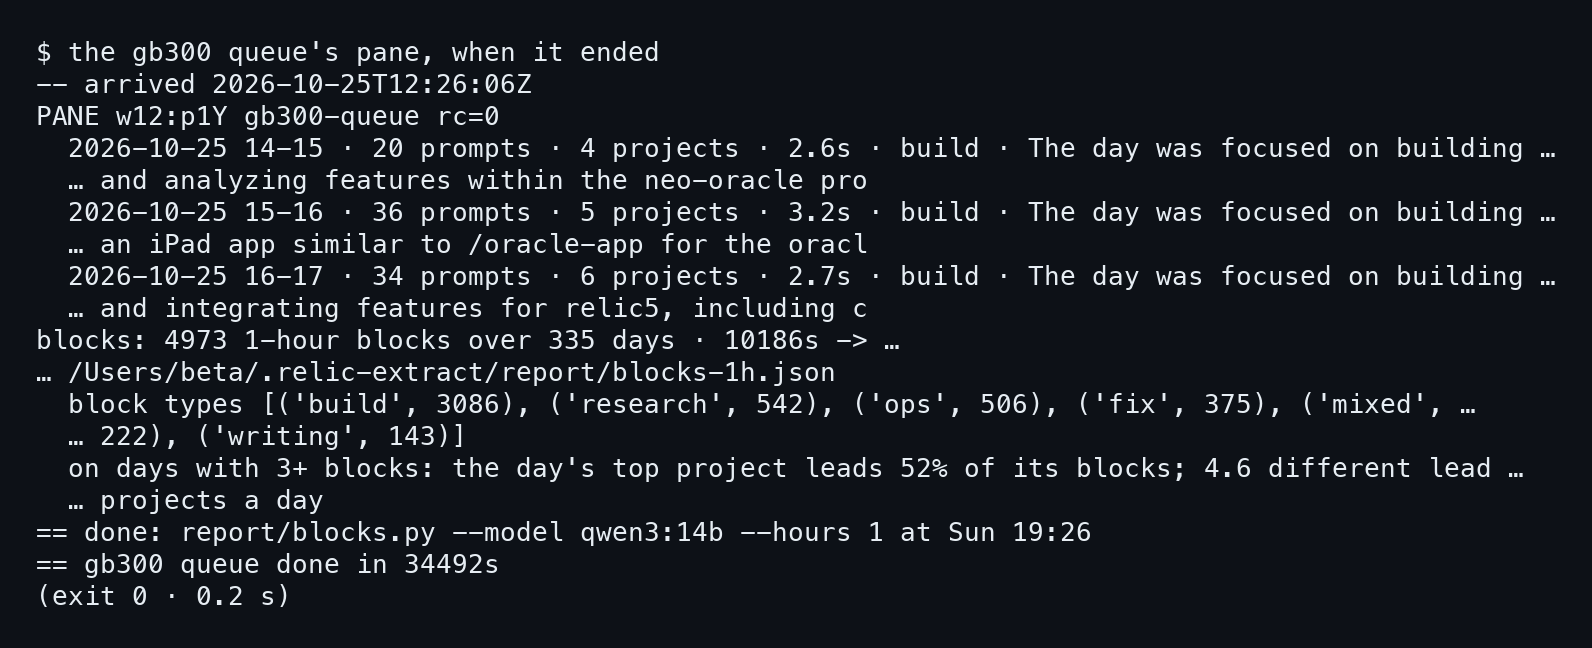 $ the gb300 queue's pane, when it ended
-- arrived 2026-10-25T12:26:06Z
PANE w12:p1Y gb300-queue rc=0
  2026-10-25 14-15 · 20 prompts · 4 projects · 2.6s · build · The day was focused on building …
  … and analyzing features within the neo-oracle pro
  2026-10-25 15-16 · 36 prompts · 5 projects · 3.2s · build · The day was focused on building …
  … an iPad app similar to /oracle-app for the oracl
  2026-10-25 16-17 · 34 prompts · 6 projects · 2.7s · build · The day was focused on building …
  … and integrating features for relic5, including c
blocks: 4973 1-hour blocks over 335 days · 10186s -> …
… /Users/beta/.relic-extract/report/blocks-1h.json
  block types [('build', 3086), ('research', 542), ('ops', 506), ('fix', 375), ('mixed', …
  … 222), ('writing', 143)]
  on days with 3+ blocks: the day's top project leads 52% of its blocks; 4.6 different lead …
  … projects a day
== done: report/blocks.py --model qwen3:14b --hours 1 at Sun 19:26
== gb300 queue done in 34492s
(exit 0 · 0.2 s)